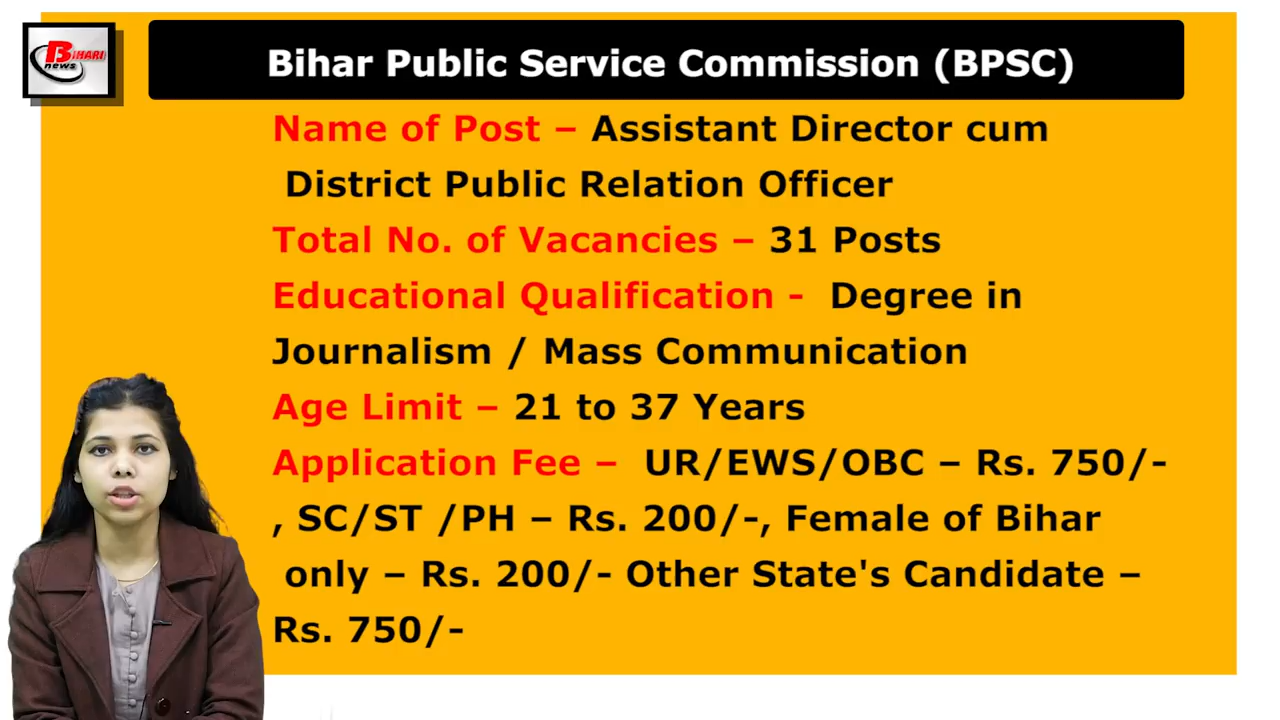 BIHARI
news
Bihar Public Service Commission (BPSC)
Name of Post – Assistant Director cum
District Public Relation Officer
Total No. of Vacancies – 31 Posts
Educational Qualification - Degree in
Journalism / Mass Communication
Age Limit – 21 to 37 Years
Application Fee – UR/EWS/OBC – Rs. 750/-
, SC/ST /PH – Rs. 200/-, Female of Bihar
only – Rs. 200/- Other State's Candidate –
Rs. 750/-